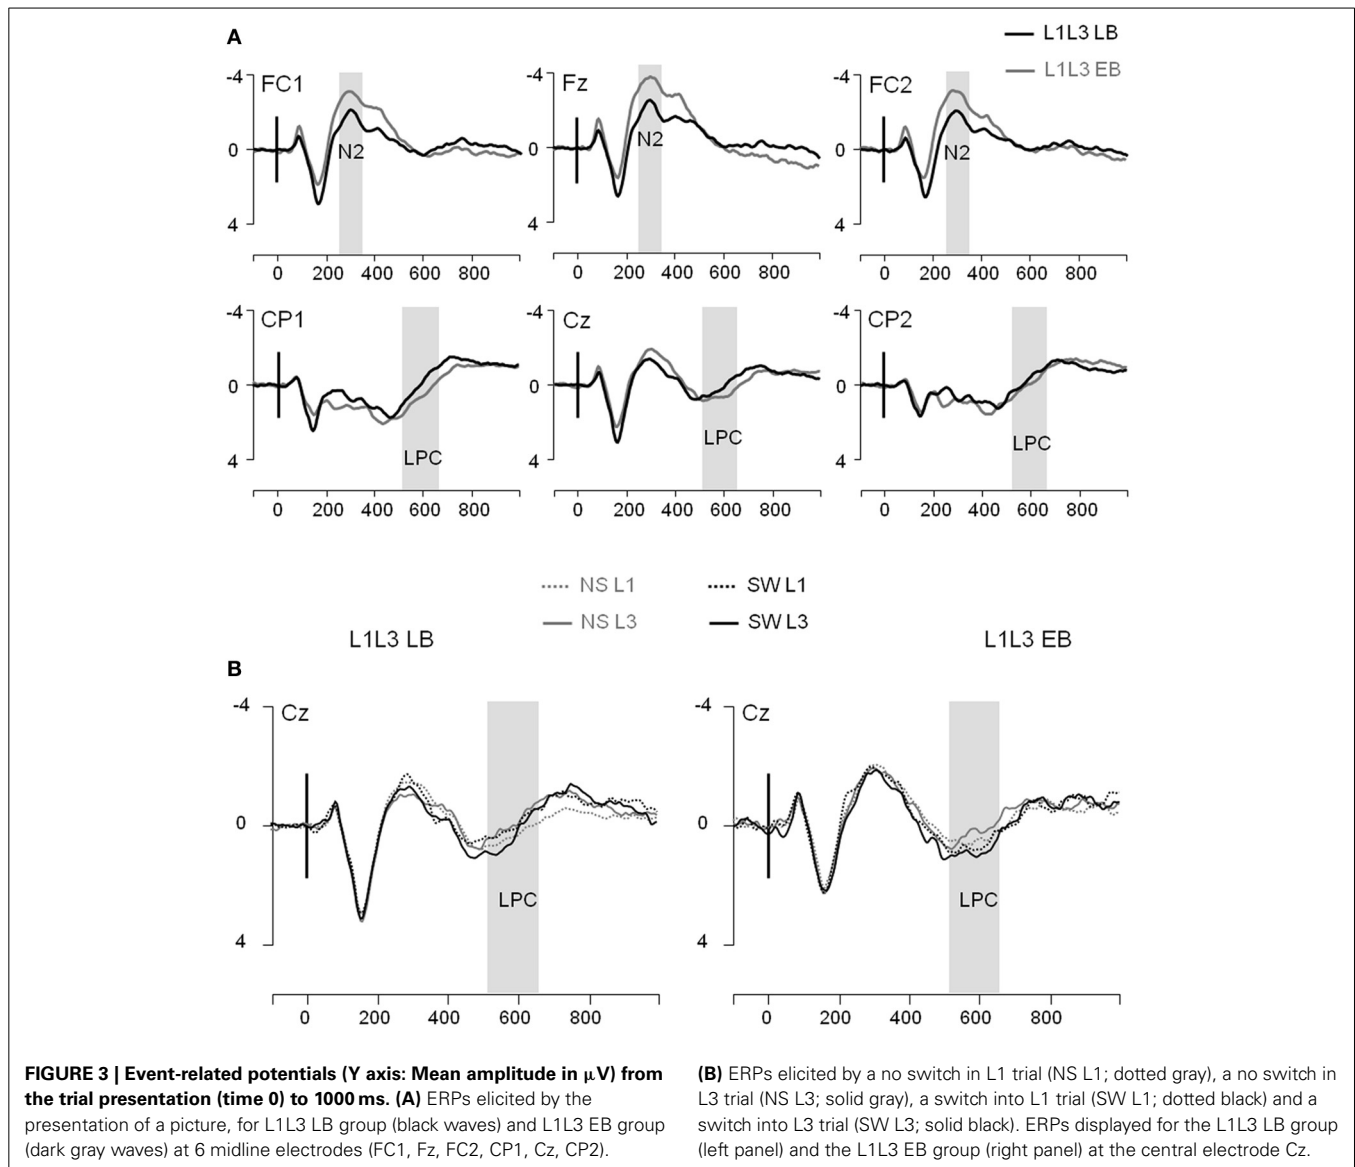 A
L1L3 LB
L1L3 EB
-4 FC1
0
N2
4
0 200 400 600 800
-4 Fz
0
N2
4
0 200 400 600 800
-4 FC2
0
N2
4
0 200 400 600 800
-4 CP1
0
LPC
4
0 200 400 600 800
-4 Cz
0
LPC
4
0 200 400 600 800
-4 CP2
0
LPC
4
0 200 400 600 800
NS L1 SW L1
NS L3 SW L3
L1L3 LB L1L3 EB
B
-4 Cz
0
LPC
4
0 200 400 600 800
-4 Cz
0
LPC
4
0 200 400 600 800
FIGURE 3 | Event-related potentials (Y axis: Mean amplitude in μV) from
the trial presentation (time 0) to 1000 ms. (A) ERPs elicited by the
presentation of a picture, for L1L3 LB group (black waves) and L1L3 EB group
(dark gray waves) at 6 midline electrodes (FC1, Fz, FC2, CP1, Cz, CP2).
(B) ERPs elicited by a no switch in L1 trial (NS L1; dotted gray), a no switch in
L3 trial (NS L3; solid gray), a switch into L1 trial (SW L1; dotted black) and a
switch into L3 trial (SW L3; solid black). ERPs displayed for the L1L3 LB group
(left panel) and the L1L3 EB group (right panel) at the central electrode Cz.